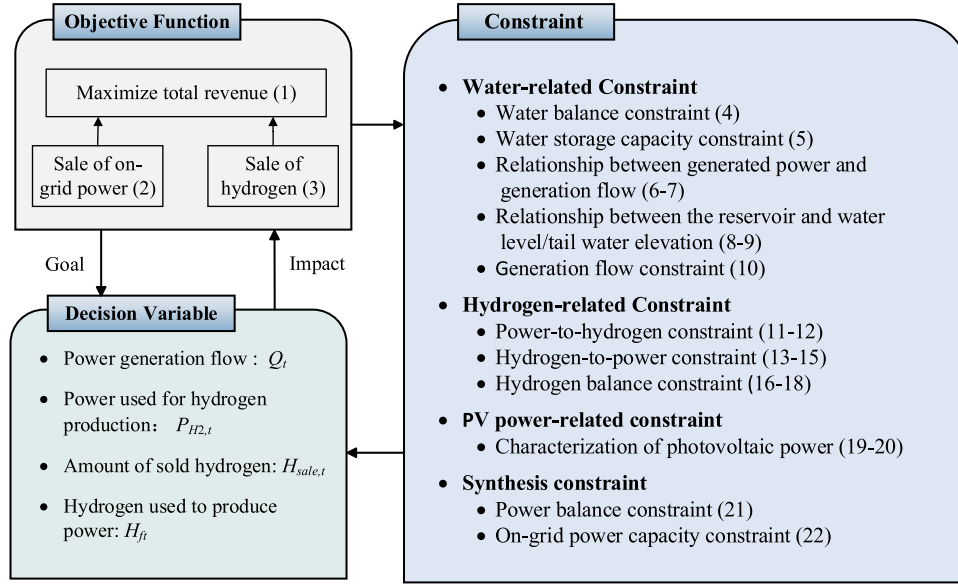 Objective Function
Maximize total revenue (1)
Sale of on-
grid power (2)
Sale of
hydrogen (3)
Goal
Impact
Decision Variable
• Power generation flow : Qt
• Power used for hydrogen
production： PH2,t
• Amount of sold hydrogen: Hsale,t
• Hydrogen used to produce
power: Hft
Constraint
• Water-related Constraint
• Water balance constraint (4)
• Water storage capacity constraint (5)
• Relationship between generated power and
generation flow (6-7)
• Relationship between the reservoir and water
level/tail water elevation (8-9)
• Generation flow constraint (10)
• Hydrogen-related Constraint
• Power-to-hydrogen constraint (11-12)
• Hydrogen-to-power constraint (13-15)
• Hydrogen balance constraint (16-18)
• PV power-related constraint
• Characterization of photovoltaic power (19-20)
• Synthesis constraint
• Power balance constraint (21)
• On-grid power capacity constraint (22)